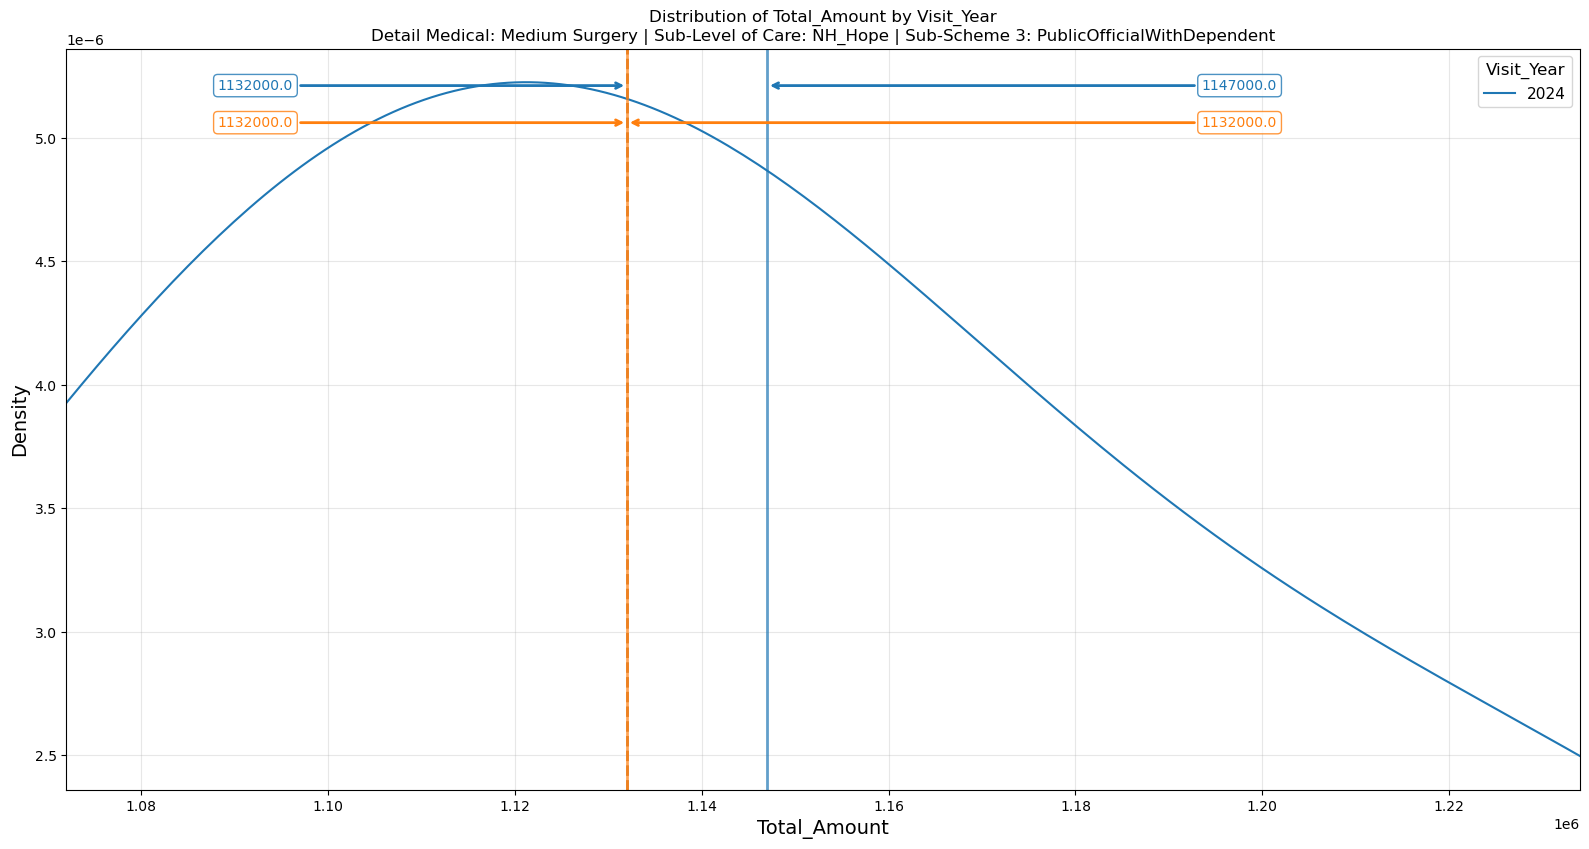 Distribution of Total_Amount by Visit_Year
Detail Medical: Medium Surgery | Sub-Level of Care: NH_Hope | Sub-Scheme 3: PublicOfficialWithDependent
1e−6
Visit_Year
2024
1132000.0
1147000.0
1132000.0
1132000.0
5.0
4.5
4.0
3.5
3.0
2.5
Density
1.08
1.10
1.12
1.14
1.16
1.18
1.20
1.22
1e6
Total_Amount